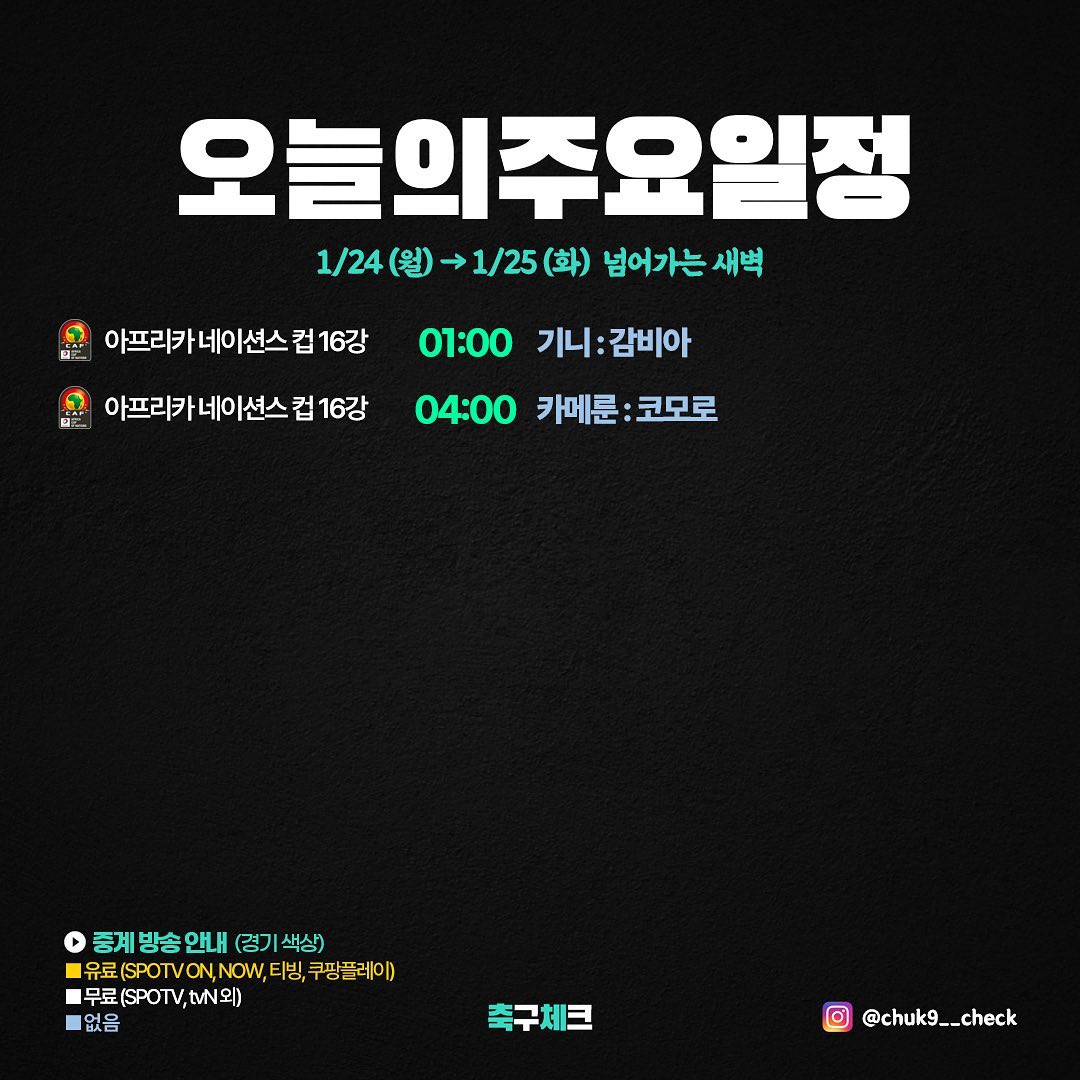 오늘의주요일정
1/24 (월) → 1/25 (화) 넘어가는 새벽
아프리카 네이션스 컵 16강 01:00 기니 : 감비아
아프리카 네이션스 컵 16강 04:00 카메룬 : 코모로
중계 방송 안내 (경기 색상)
유료 (SPOTV ON, NOW, 티빙, 쿠팡플레이)
무료 (SPOTV, tvN 외)
없음
축구체크
@chuk9__check